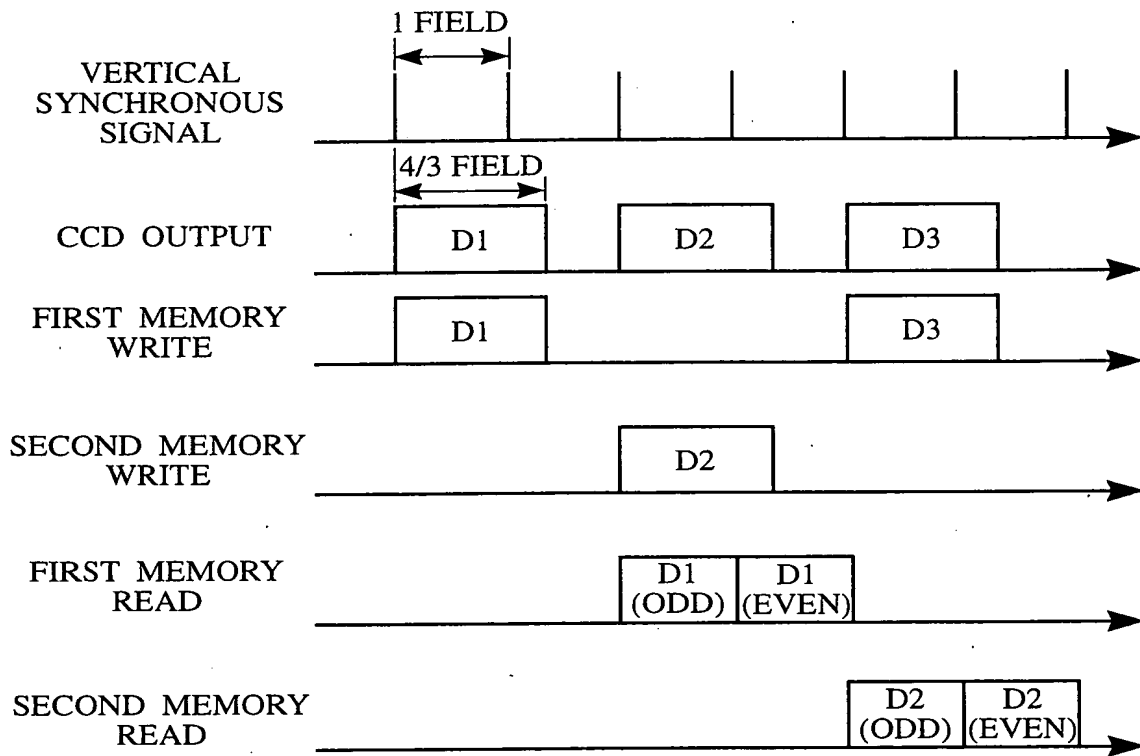 1 FIELD
VERTICAL
SYNCHRONOUS
SIGNAL
4/3 FIELD
CCD OUTPUT
D1
D2
D3
FIRST MEMORY
WRITE
D1
D3
SECOND MEMORY
WRITE
D2
FIRST MEMORY
READ
D1
(ODD)
D1
(EVEN)
SECOND MEMORY
READ
D2
(ODD)
D2
(EVEN)